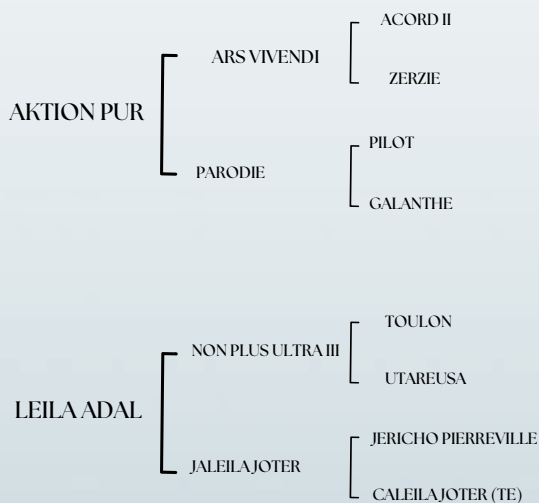 ACORD II
ARS VIVENDI
ZERZIE
AKTION PUR
PILOT
PARODIE
GALANTHE
TOULON
NON PLUS ULTRA III
UTAREUSA
LEILA ADAL
JERICHO PIERREVILLE
JALEILA JOTER
CALEILA JOTER (TE)